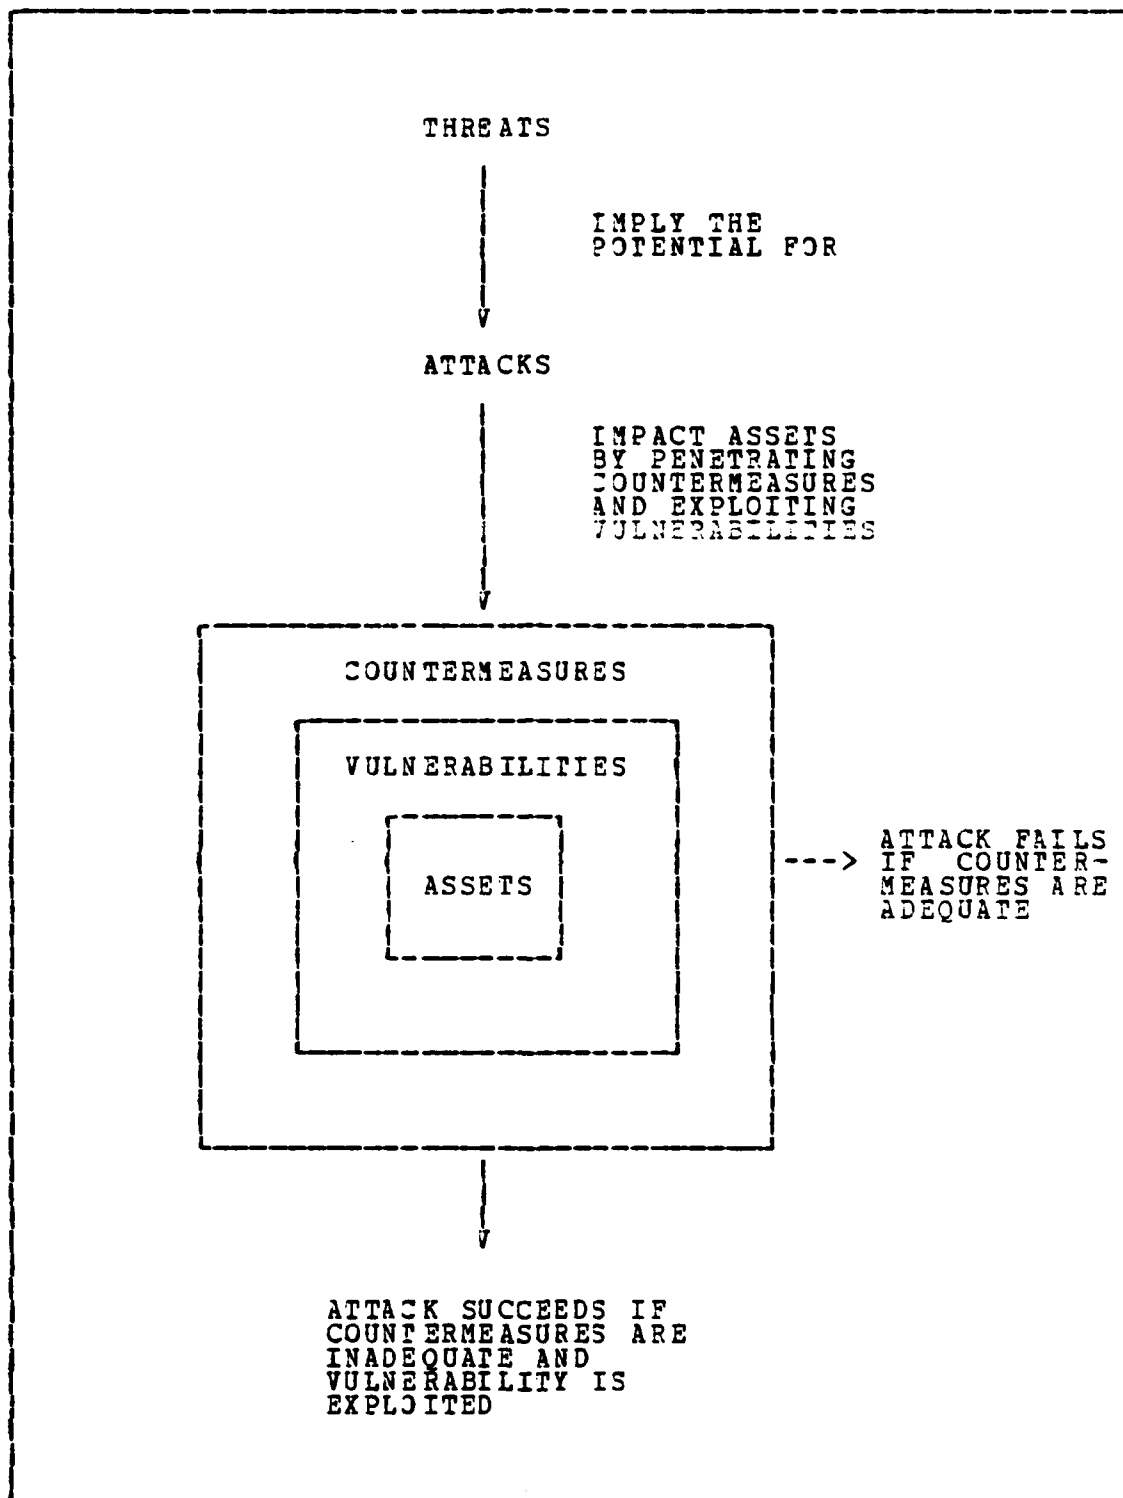 THREATS
IMPLY THE
POTENTIAL FOR
ATTACKS
IMPACT ASSETS
BY PENETRATING
COUNTERMEASURES
AND EXPLOITING
VULNERABILITIES
COUNTERMEASURES
VULNERABILITIES
ASSETS
ATTACK FAILS
IF COUNTER-
MEASURES ARE
ADEQUATE
ATTACK SUCCEEDS IF
COUNTERMEASURES ARE
INADEQUATE AND
VULNERABILITY IS
EXPLOITED